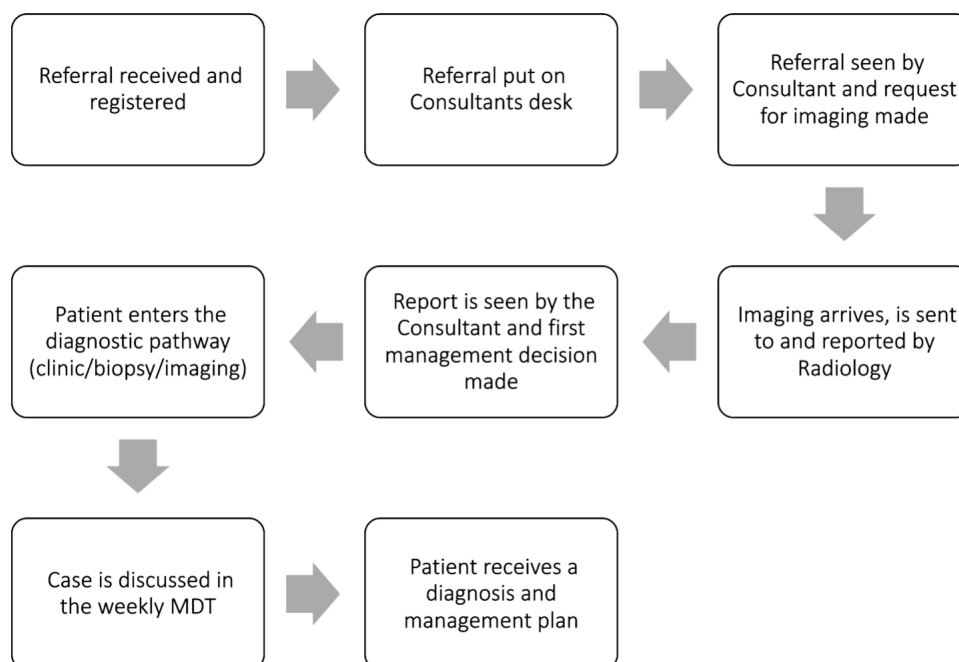 Referral received and
registered
Referral put on
Consultants desk
Referral seen by
Consultant and request
for imaging made
Imaging arrives, is sent
to and reported by
Radiology
Report is seen by the
Consultant and first
management decision
made
Patient enters the
diagnostic pathway
(clinic/biopsy/imaging)
Case is discussed in
the weekly MDT
Patient receives a
diagnosis and
management plan